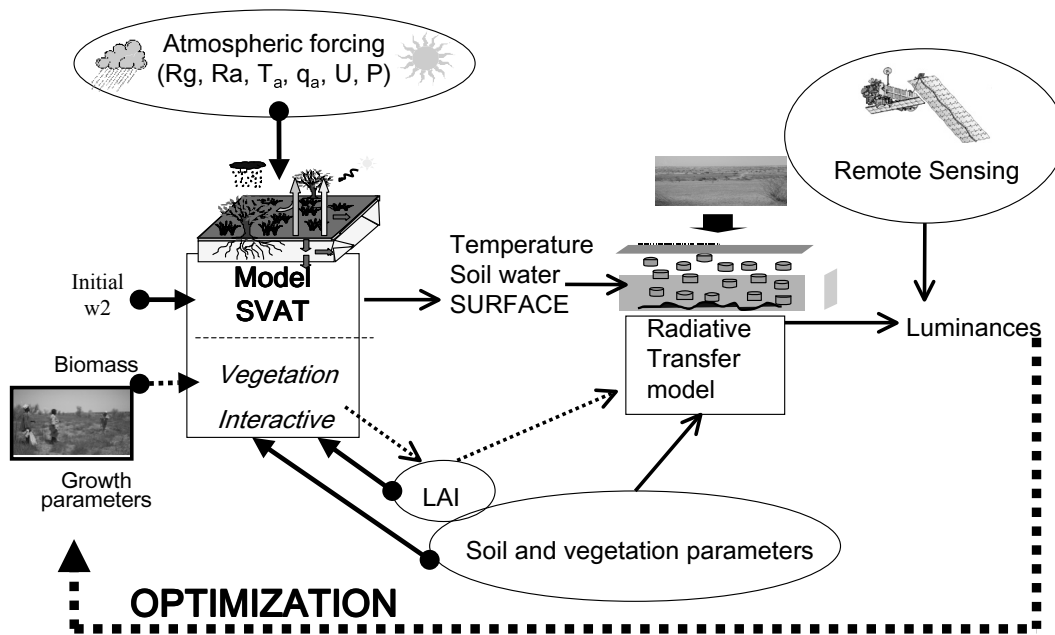 Atmospheric forcing
(Rg, Ra, Ta, qa, U, P)
Remote Sensing
Initial
w2
Model
SVAT
Temperature
Soil water
SURFACE
Radiative
Transfer
model
Luminances
Biomass
Vegetation
Interactive
Growth
parameters
LAI
Soil and vegetation parameters
OPTIMIZATION